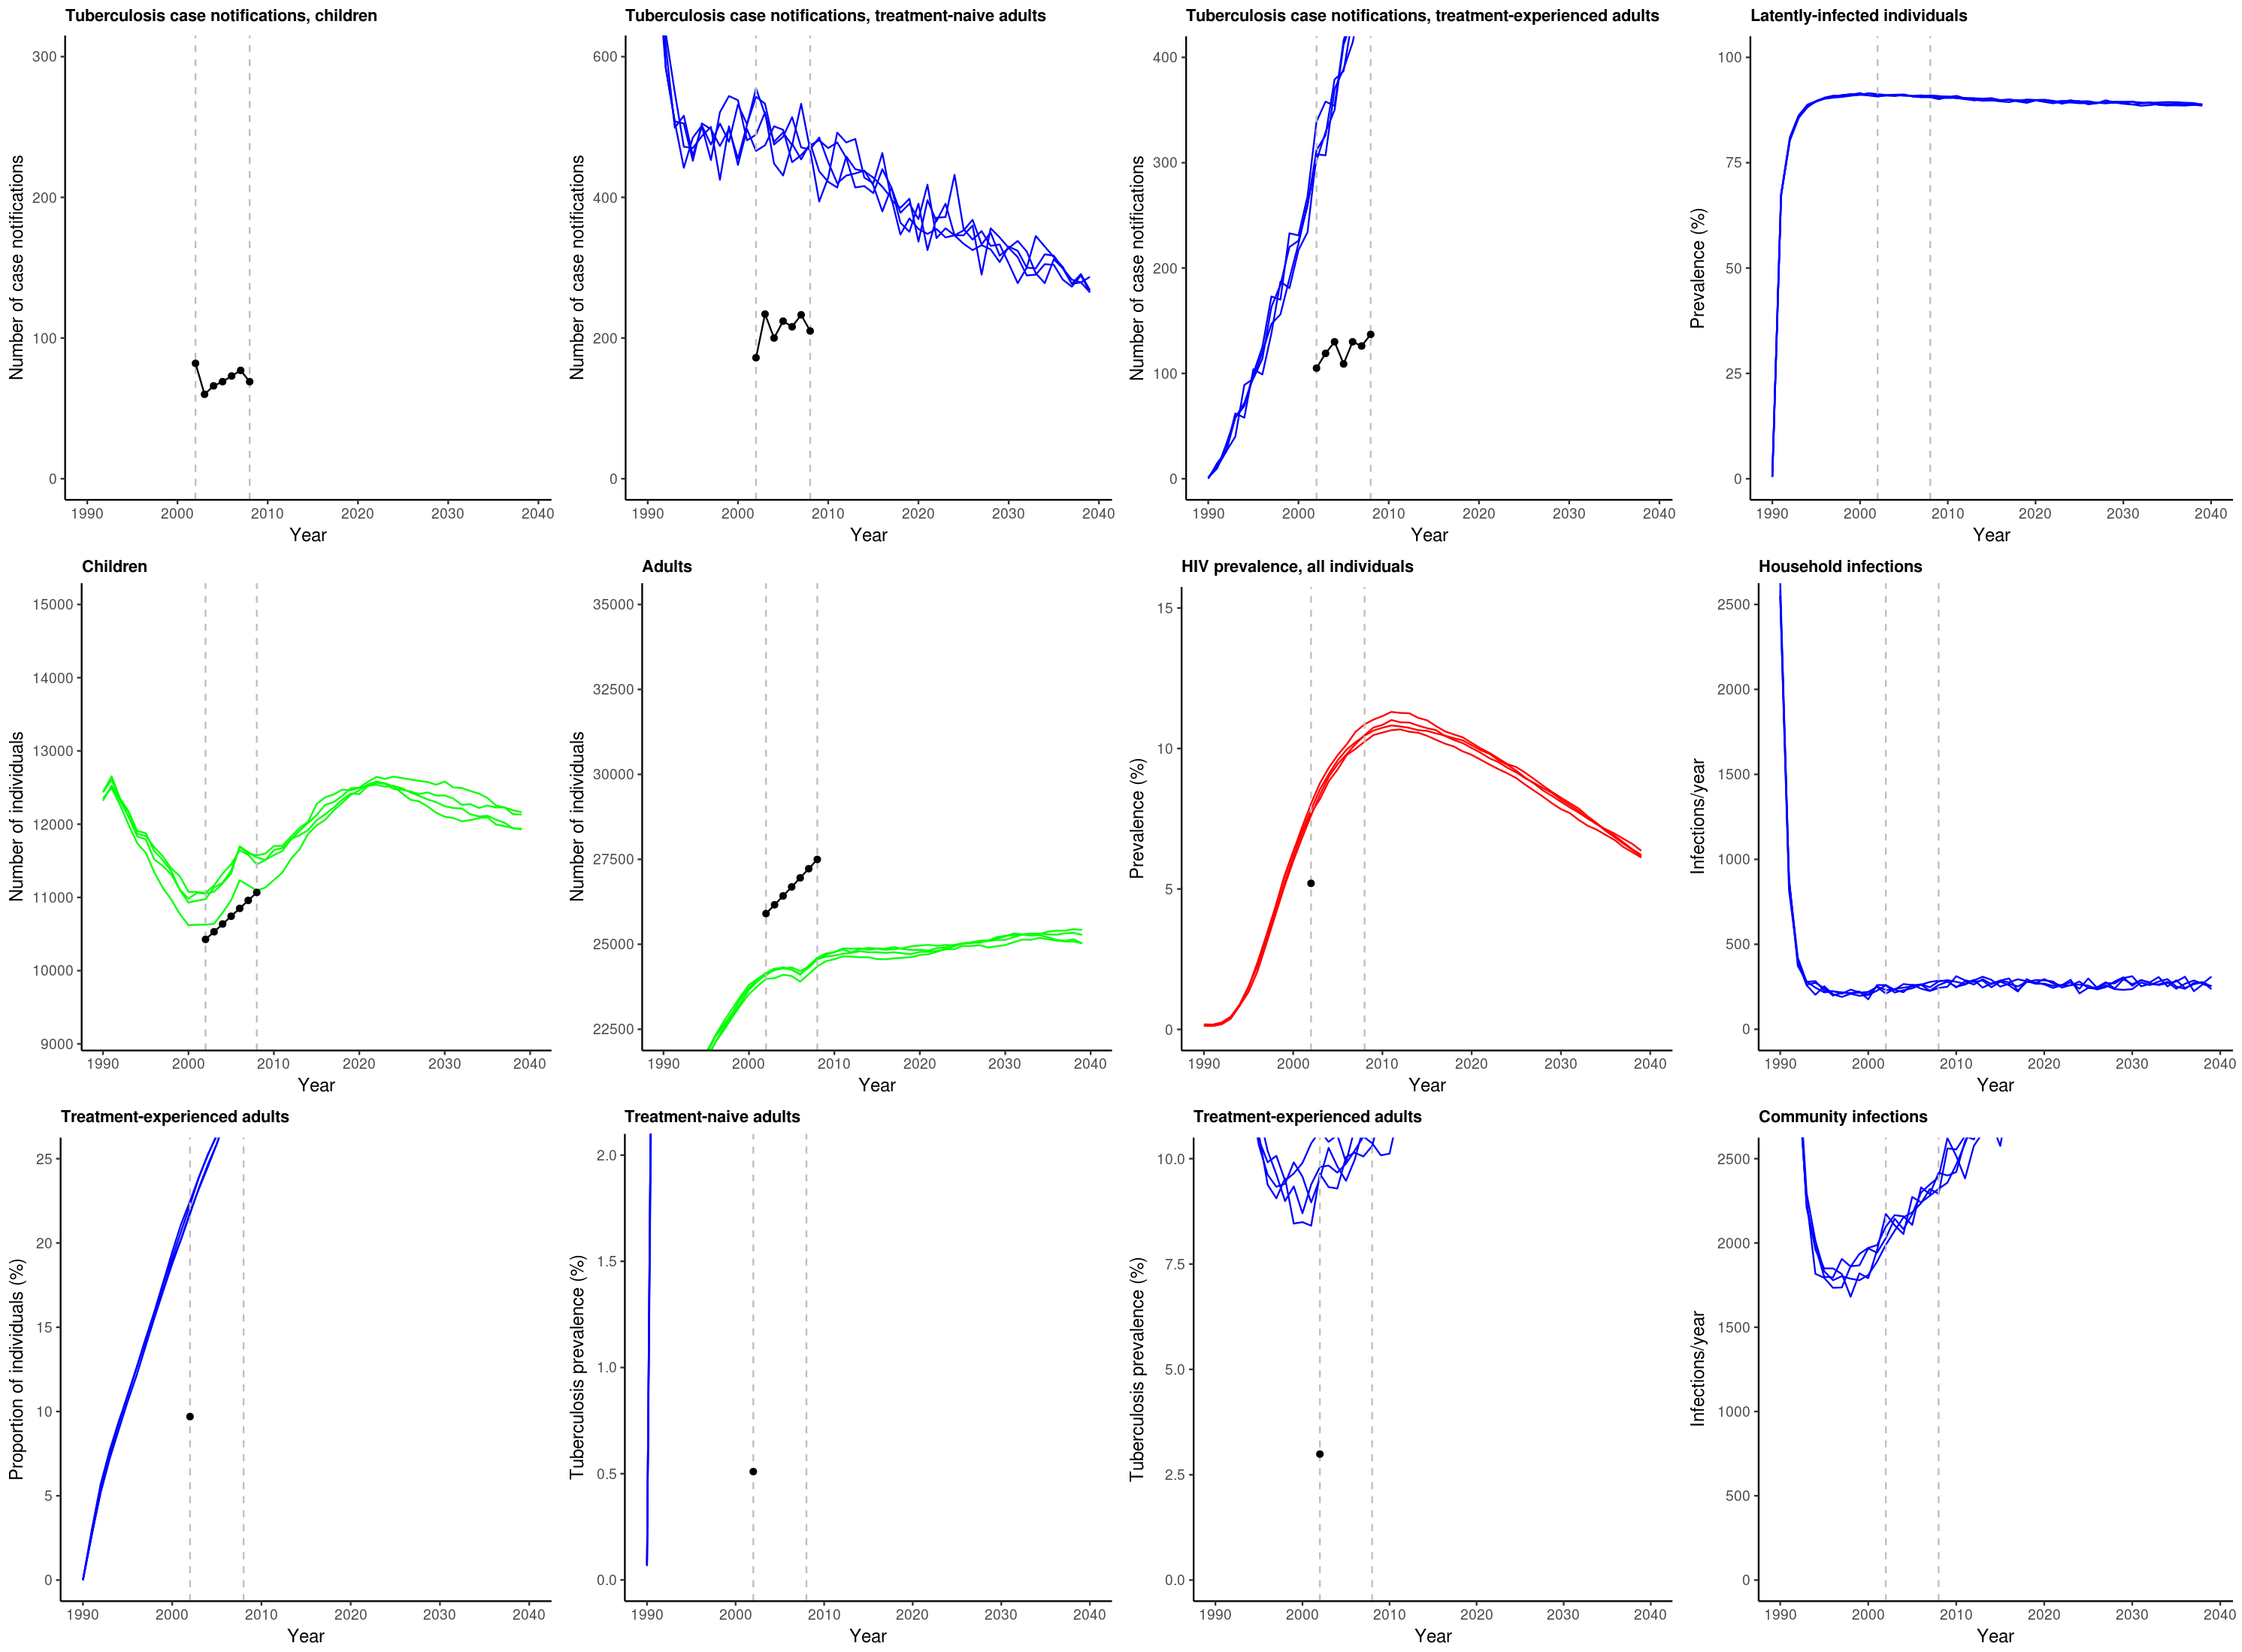 Tuberculosis case notifications, children
Number of case notifications
300
200
100
0
1990 2000 2010 2020 2030 2040
Year
Tuberculosis case notifications, treatment-naive adults
Number of case notifications
600
400
200
0
1990 2000 2010 2020 2030 2040
Year
Tuberculosis case notifications, treatment-experienced adults
Number of case notifications
400
300
200
100
0
1990 2000 2010 2020 2030 2040
Year
Latently-infected individuals
Prevalence (%)
100
75
50
25
0
1990 2000 2010 2020 2030 2040
Year
Children
Number of individuals
15000
14000
13000
12000
11000
10000
9000
1990 2000 2010 2020 2030 2040
Year
Adults
Number of individuals
35000
32500
30000
27500
25000
22500
1990 2000 2010 2020 2030 2040
Year
HIV prevalence, all individuals
Prevalence (%)
15
10
5
0
1990 2000 2010 2020 2030 2040
Year
Household infections
Infections/year
2500
2000
1500
1000
500
0
1990 2000 2010 2020 2030 2040
Year
Treatment-experienced adults
Proportion of individuals (%)
25
20
15
10
5
0
1990 2000 2010 2020 2030 2040
Year
Treatment-naive adults
Tuberculosis prevalence (%)
2.0
1.5
1.0
0.5
0.0
1990 2000 2010 2020 2030 2040
Year
Treatment-experienced adults
Tuberculosis prevalence (%)
10.0
7.5
5.0
2.5
0.0
1990 2000 2010 2020 2030 2040
Year
Community infections
Infections/year
2500
2000
1500
1000
500
0
1990 2000 2010 2020 2030 2040
Year